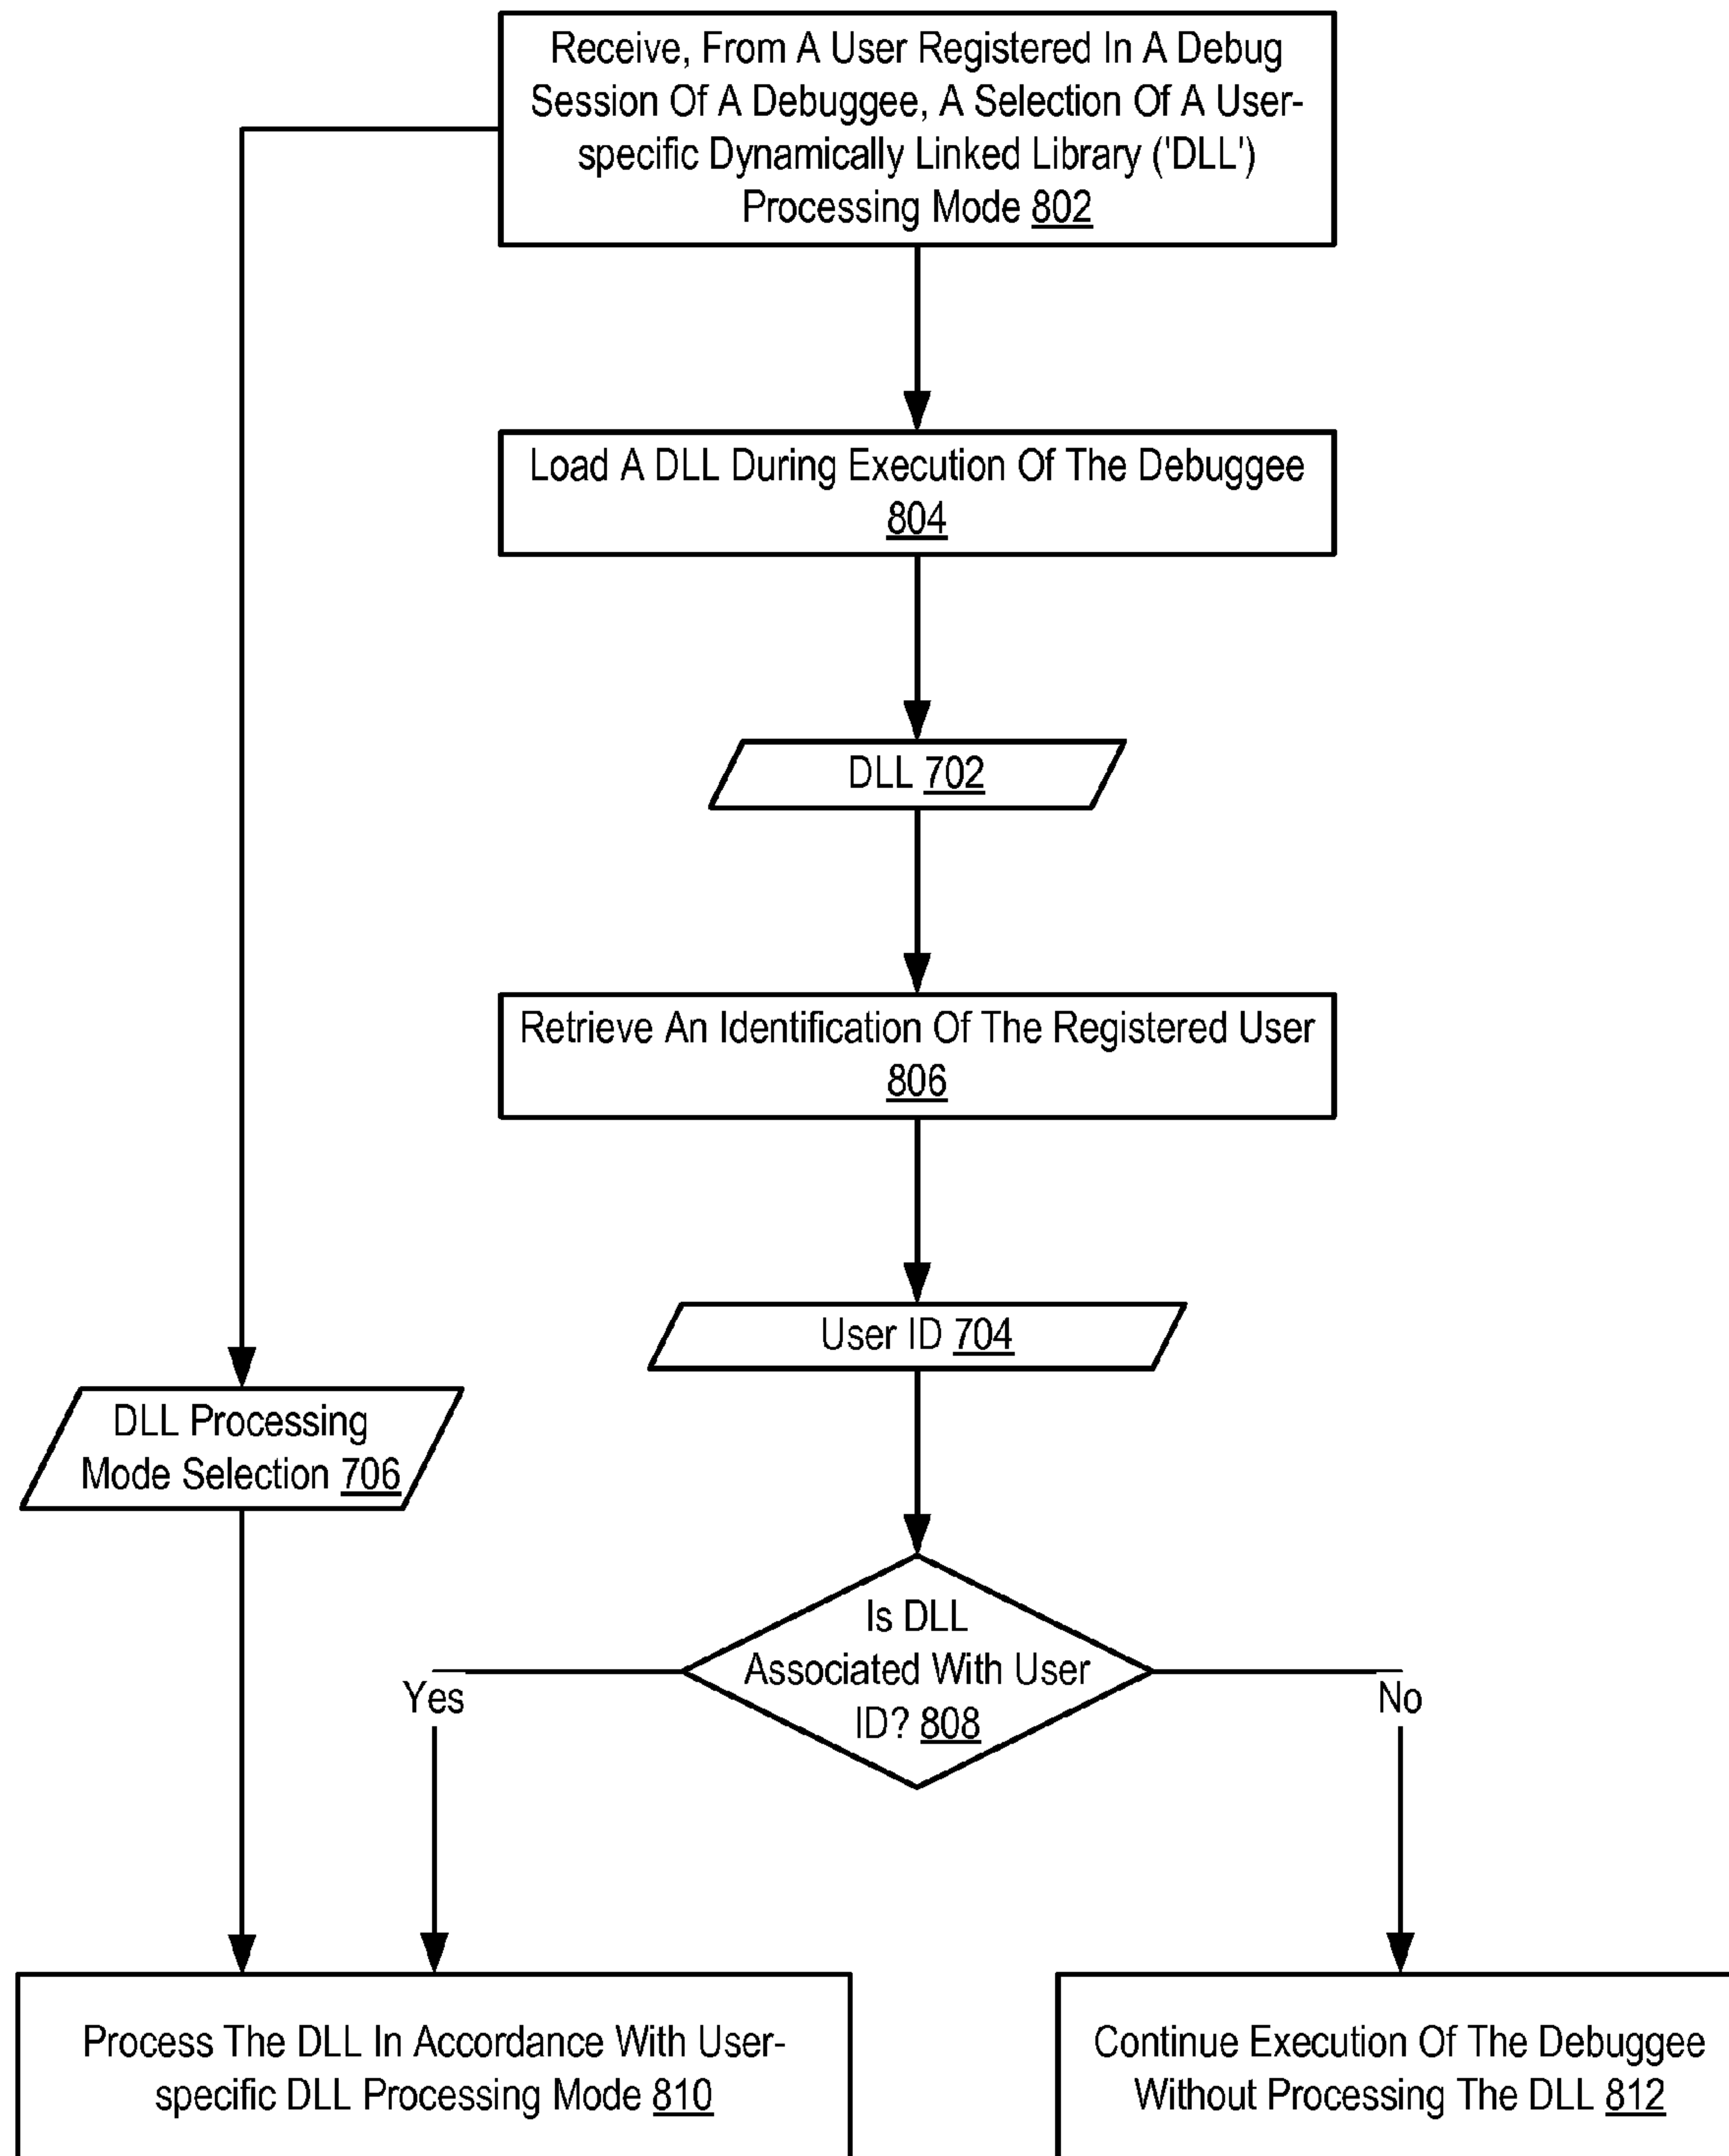 Receive, From A User Registered In A Debug
Session Of A Debuggee, A Selection Of A User-
specific Dynamically Linked Library ('DLL')
Processing Mode 802
Load A DLL During Execution Of The Debuggee
804
DLL 702
Retrieve An Identification Of The Registered User
806
User ID 704
DLL Processing
Mode Selection 706
Is DLL
Associated With User
ID? 808
Yes
No
Process The DLL In Accordance With User-
specific DLL Processing Mode 810
Continue Execution Of The Debuggee
Without Processing The DLL 812